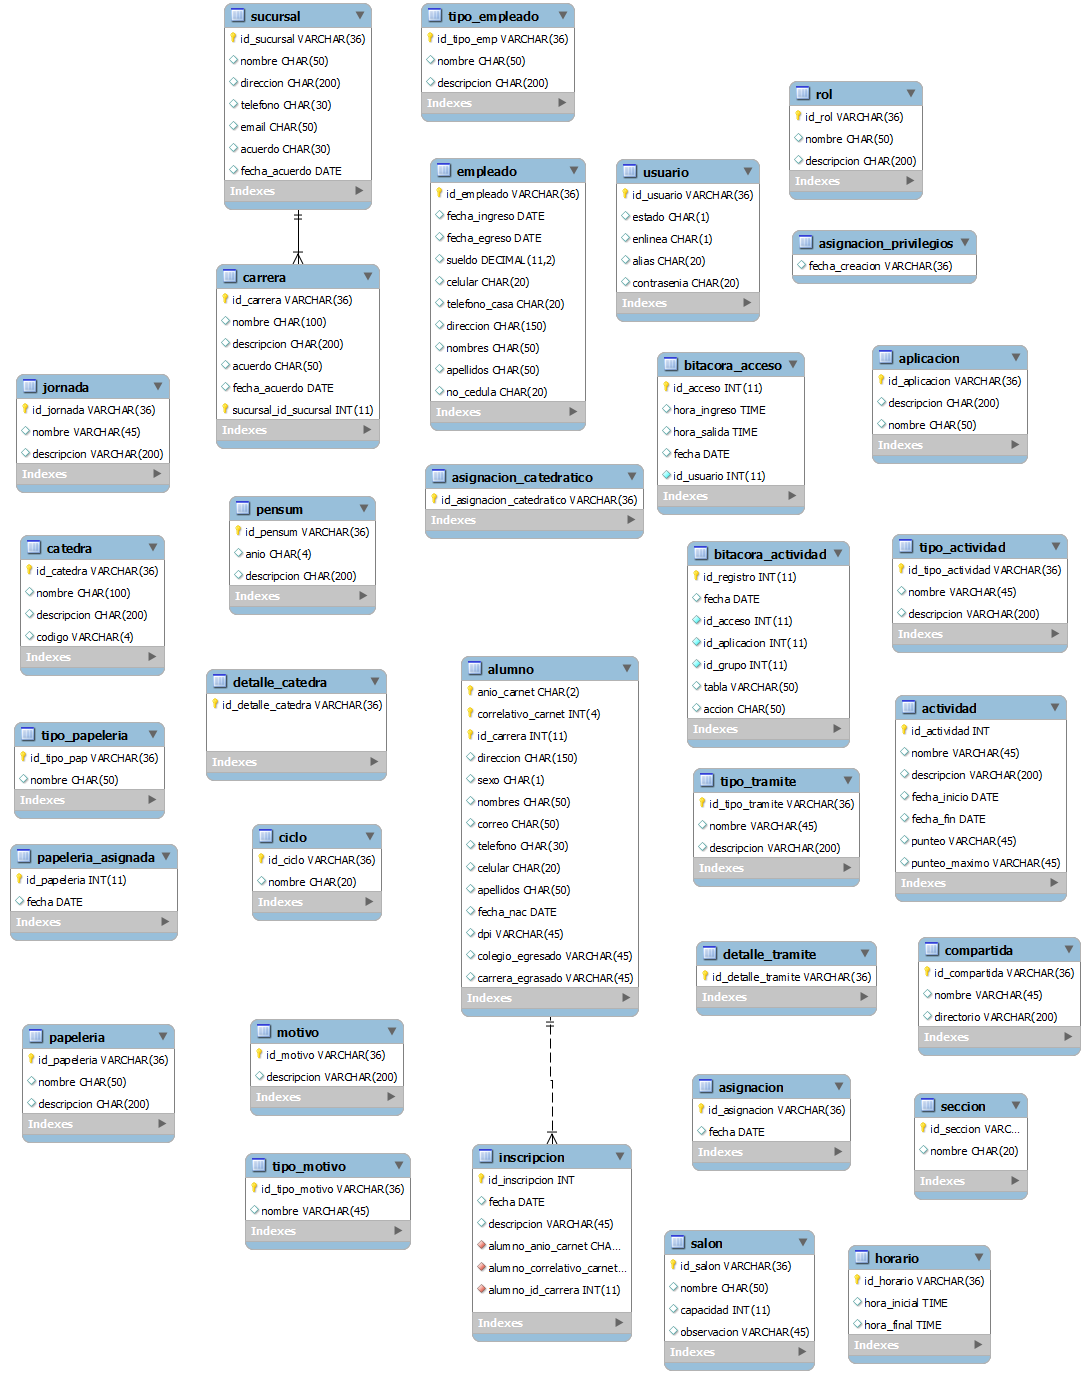 sucursal
id_sucursal VARCHAR(36)
nombre CHAR(50)
direccion CHAR(200)
telefono CHAR(30)
email CHAR(50)
acuerdo CHAR(30)
fecha_acuerdo DATE
Indexes
tipo_empleado
id_tipo_emp VARCHAR(36)
nombre CHAR(50)
descripcion CHAR(200)
Indexes
rol
id_rol VARCHAR(36)
nombre CHAR(50)
descripcion CHAR(200)
Indexes
empleado
id_empleado VARCHAR(36)
fecha_ingreso DATE
fecha_egreso DATE
sueldo DECIMAL(11,2)
celular CHAR(20)
telefono_casa CHAR(20)
direccion CHAR(150)
nombres CHAR(50)
apellidos CHAR(50)
no_cedula CHAR(20)
Indexes
usuario
id_usuario VARCHAR(36)
estado CHAR(1)
enlinea CHAR(1)
alias CHAR(20)
contrasenia CHAR(20)
Indexes
asignacion_privilegios
fecha_creacion VARCHAR(36)
carrera
id_carrera VARCHAR(36)
nombre CHAR(100)
descripcion CHAR(200)
acuerdo CHAR(50)
fecha_acuerdo DATE
sucursal_id_sucursal INT(11)
Indexes
jornada
id_jornada VARCHAR(36)
nombre VARCHAR(45)
descripcion VARCHAR(200)
Indexes
bitacora_acceso
id_acceso INT(11)
hora_ingreso TIME
hora_salida TIME
fecha DATE
id_usuario INT(11)
Indexes
aplicacion
id_aplicacion VARCHAR(36)
descripcion CHAR(200)
nombre CHAR(50)
Indexes
asignacion_catedratico
id_asignacion_catedratico VARCHAR(36)
Indexes
pensum
id_pensum VARCHAR(36)
anio CHAR(4)
descripcion CHAR(200)
Indexes
catedra
id_catedra VARCHAR(36)
nombre CHAR(100)
descripcion CHAR(200)
codigo VARCHAR(4)
Indexes
bitacora_actividad
id_registro INT(11)
fecha DATE
id_acceso INT(11)
id_aplicacion INT(11)
id_grupo INT(11)
tabla VARCHAR(50)
accion CHAR(50)
Indexes
tipo_actividad
id_tipo_actividad VARCHAR(36)
nombre VARCHAR(45)
descripcion VARCHAR(200)
Indexes
detalle_catedra
id_detalle_catedra VARCHAR(36)
Indexes
alumno
anio_carnet CHAR(2)
correlativo_carnet INT(4)
id_carrera INT(11)
direccion CHAR(150)
sexo CHAR(1)
nombres CHAR(50)
correo CHAR(50)
telefono CHAR(30)
celular CHAR(20)
apellidos CHAR(50)
fecha_nac DATE
dpi VARCHAR(45)
colegio_egresado VARCHAR(45)
carrera_egrasado VARCHAR(45)
Indexes
actividad
id_actividad INT
nombre VARCHAR(45)
descripcion VARCHAR(200)
fecha_inicio DATE
fecha_fin DATE
punteo VARCHAR(45)
punteo_maximo VARCHAR(45)
Indexes
tipo_papeleria
id_tipo_pap VARCHAR(36)
nombre CHAR(50)
Indexes
tipo_tramite
id_tipo_tramite VARCHAR(36)
nombre VARCHAR(45)
descripcion VARCHAR(200)
Indexes
ciclo
id_ciclo VARCHAR(36)
nombre CHAR(20)
Indexes
papeleria_asignada
id_papeleria INT(11)
fecha DATE
Indexes
detalle_tramite
id_detalle_tramite VARCHAR(36)
Indexes
compartida
id_compartida VARCHAR(36)
nombre VARCHAR(45)
directorio VARCHAR(200)
Indexes
papeleria
id_papeleria VARCHAR(36)
nombre CHAR(50)
descripcion CHAR(200)
Indexes
motivo
id_motivo VARCHAR(36)
descripcion VARCHAR(200)
Indexes
asignacion
id_asignacion VARCHAR(36)
fecha DATE
Indexes
seccion
id_seccion VARC...
nombre CHAR(20)
Indexes
tipo_motivo
id_tipo_motivo VARCHAR(36)
nombre VARCHAR(45)
Indexes
inscripcion
id_inscripcion INT
fecha DATE
descripcion VARCHAR(45)
alumno_anio_carnet CHA...
alumno_correlativo_carnet...
alumno_id_carrera INT(11)
Indexes
salon
id_salon VARCHAR(36)
nombre CHAR(50)
capacidad INT(11)
observacion VARCHAR(45)
Indexes
horario
id_horario VARCHAR(36)
hora_inicial TIME
hora_final TIME
Indexes